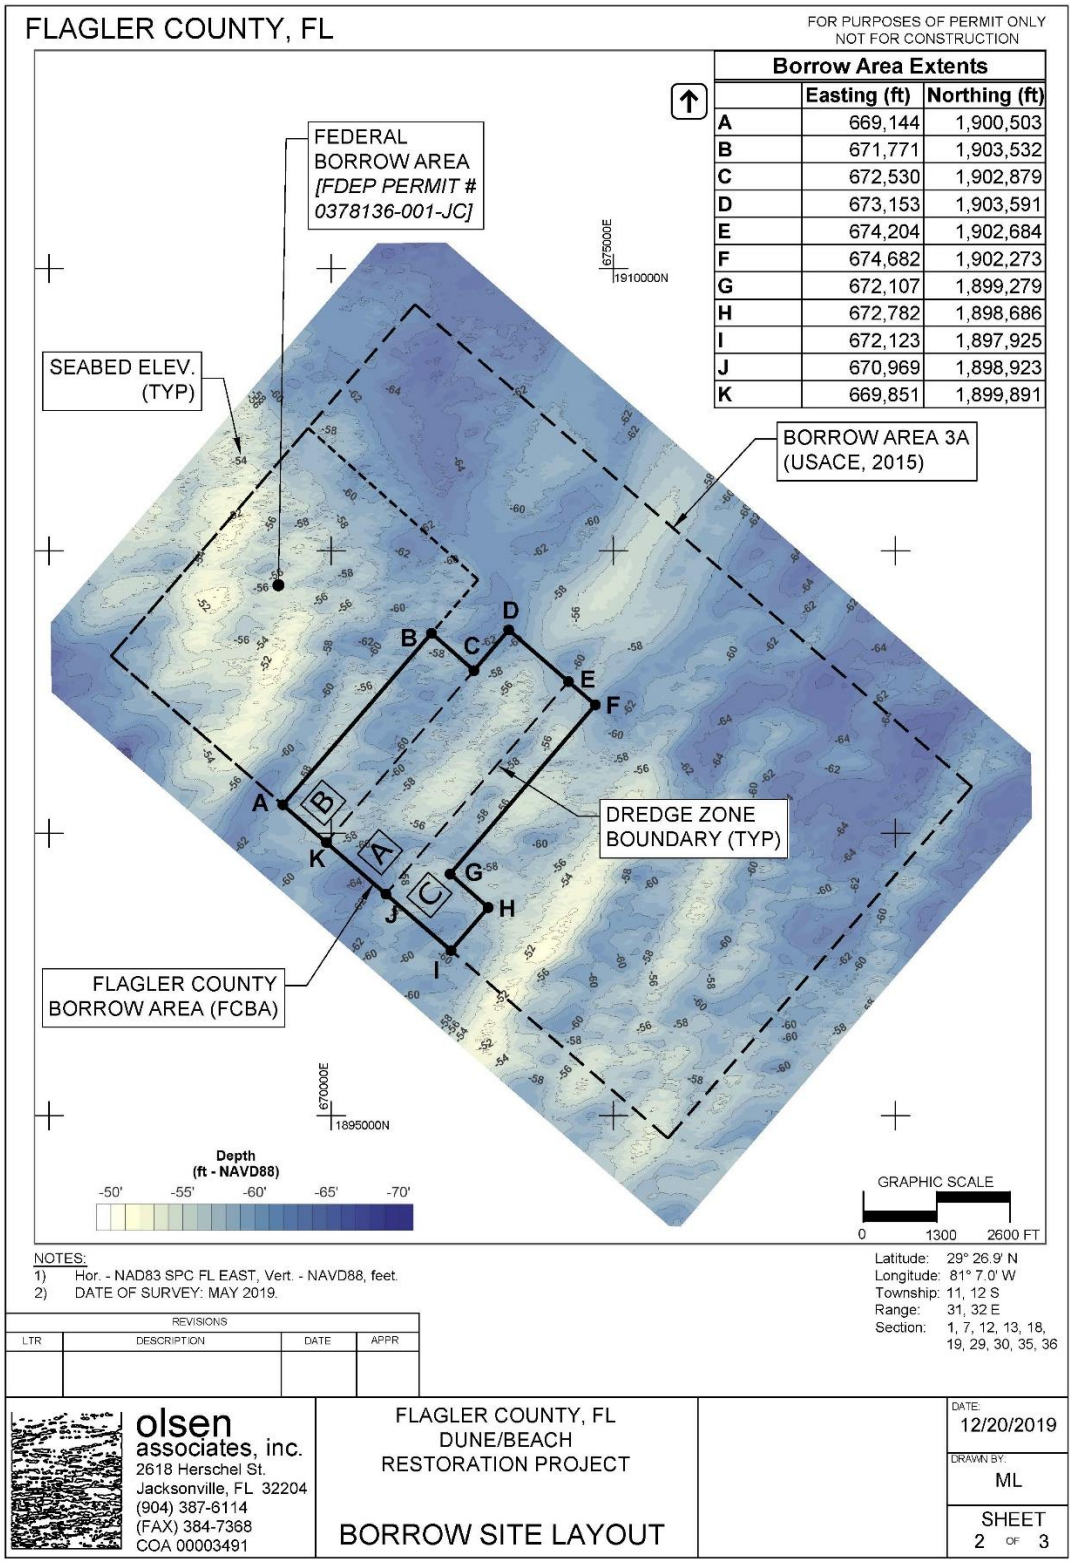 FLAGLER COUNTY, FL
FOR PURPOSES OF PERMIT ONLY
NOT FOR CONSTRUCTION
Borrow Area Extents
Easting (ft) Northing (ft)
A 669,144 1,900,503
B 671,771 1,903,532
C 672,530 1,902,879
D 673,153 1,903,591
E 674,204 1,902,684
F 674,682 1,902,273
G 672,107 1,899,279
H 672,782 1,898,686
I 672,123 1,897,925
J 670,969 1,898,923
K 669,851 1,899,891
FEDERAL
BORROW AREA
[FDEP PERMIT #
0378136-001-JC]
675000E
1910000N
SEABED ELEV.
(TYP)
BORROW AREA 3A
(USACE, 2015)
B
C
D
E
F
A
K
J
G
H
I
B
A
C
DREDGE ZONE
BOUNDARY (TYP)
FLAGLER COUNTY
BORROW AREA (FCBA)
670000E
1895000N
Depth
(ft - NAVD88)
-50' -55' -60' -65' -70'
GRAPHIC SCALE
0 1300 2600 FT
NOTES:
1) Hor. - NAD83 SPC FL EAST, Vert. - NAVD88, feet.
2) DATE OF SURVEY: MAY 2019.
Latitude: 29° 26.9' N
Longitude: 81° 7.0' W
Township: 11, 12 S
Range: 31, 32 E
Section: 1, 7, 12, 13, 18,
19, 29, 30, 35, 36
REVISIONS
LTR DESCRIPTION DATE APPR
olsen
associates, inc.
2618 Herschel St.
Jacksonville, FL 32204
(904) 387-6114
(FAX) 384-7368
COA 00003491
FLAGLER COUNTY, FL
DUNE/BEACH
RESTORATION PROJECT
BORROW SITE LAYOUT
DATE:
12/20/2019
DRAWN BY:
ML
SHEET
2 OF 3